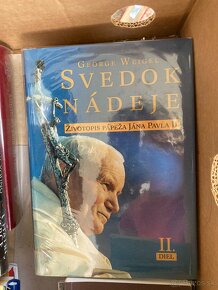 George Weigel
SVEDOK
NÁDEJE
Životopis pápeža Jána Pavla II.
II.
DIEL